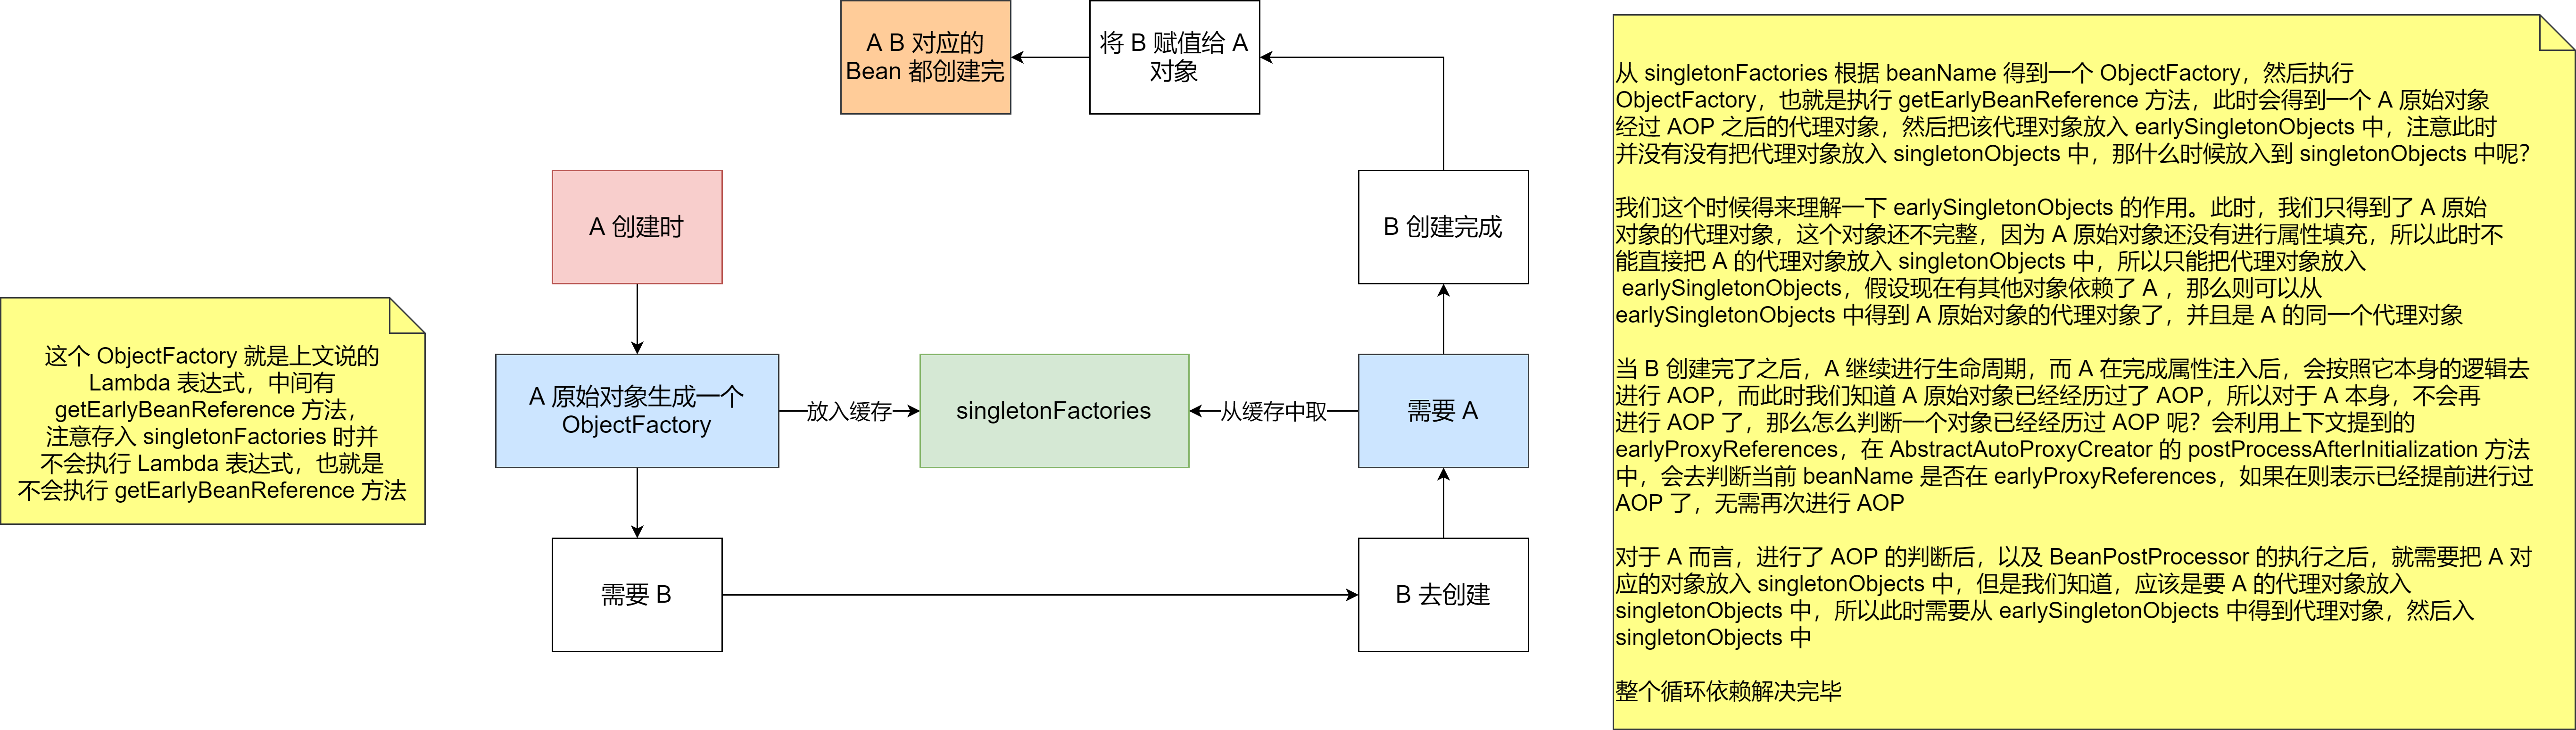 A B 对应的
Bean 都创建完
将 B 赋值给 A
对象
A 创建时
B 创建完成
这个 ObjectFactory 就是上文说的
Lambda 表达式，中间有
getEarlyBeanReference 方法，
注意存入 singletonFactories 时并
不会执行 Lambda 表达式，也就是
不会执行 getEarlyBeanReference 方法
A 原始对象生成一个
ObjectFactory
放入缓存
singletonFactories
从缓存中取
需要 A
需要 B
B 去创建
从 singletonFactories 根据 beanName 得到一个 ObjectFactory，然后执行
ObjectFactory，也就是执行 getEarlyBeanReference 方法，此时会得到一个 A 原始对象
经过 AOP 之后的代理对象，然后把该代理对象放入 earlySingletonObjects 中，注意此时
并没有没有把代理对象放入 singletonObjects 中，那什么时候放入到 singletonObjects 中呢？
我们这个时候得来理解一下 earlySingletonObjects 的作用。此时，我们只得到了 A 原始
对象的代理对象，这个对象还不完整，因为 A 原始对象还没有进行属性填充，所以此时不
能直接把 A 的代理对象放入 singletonObjects 中，所以只能把代理对象放入
earlySingletonObjects，假设现在有其他对象依赖了 A ，那么则可以从
earlySingletonObjects 中得到 A 原始对象的代理对象了，并且是 A 的同一个代理对象
当 B 创建完了之后，A 继续进行生命周期，而 A 在完成属性注入后，会按照它本身的逻辑去
进行 AOP，而此时我们知道 A 原始对象已经经历过了 AOP，所以对于 A 本身，不会再
进行 AOP 了，那么怎么判断一个对象已经经历过 AOP 呢？会利用上下文提到的
earlyProxyReferences，在 AbstractAutoProxyCreator 的 postProcessAfterInitialization 方法
中，会去判断当前 beanName 是否在 earlyProxyReferences，如果在则表示已经提前进行过
AOP 了，无需再次进行 AOP
对于 A 而言，进行了 AOP 的判断后，以及 BeanPostProcessor 的执行之后，就需要把 A 对
应的对象放入 singletonObjects 中，但是我们知道，应该是要 A 的代理对象放入
singletonObjects 中，所以此时需要从 earlySingletonObjects 中得到代理对象，然后入
singletonObjects 中
整个循环依赖解决完毕